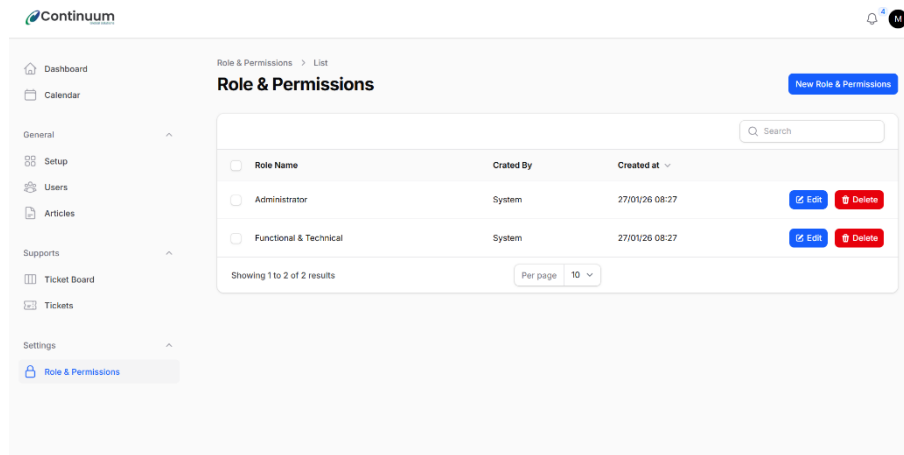 Continuum
4
M
Dashboard
Calendar
General
Setup
Users
Articles
Supports
Ticket Board
Tickets
Settings
Role & Permissions
Role & Permissions > List
Role & Permissions
New Role & Permissions
Search
Role Name Crated By Created at
Administrator System 27/01/26 08:27 Edit Delete
Functional & Technical System 27/01/26 08:27 Edit Delete
Showing 1 to 2 of 2 results Per page 10